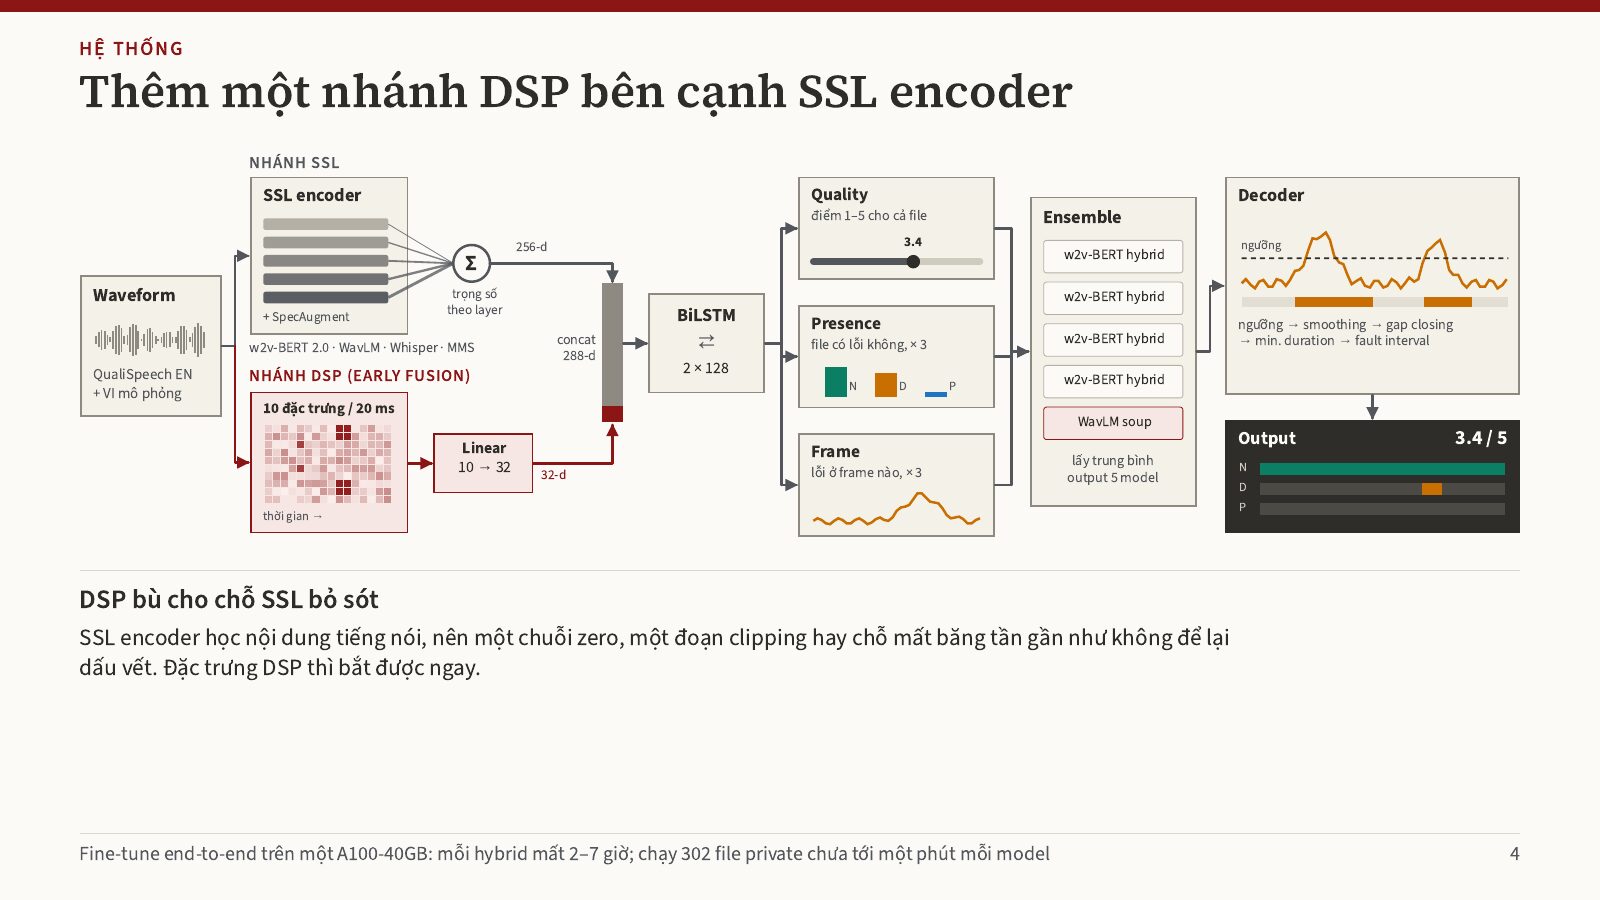 HỆ THỐNG
Thêm một nhánh DSP bên cạnh SSL encoder
NHÁNH SSL
SSL encoder
+ SpecAugment
w2v-BERT 2.0 · WavLM · Whisper · MMS
Σ
trọng số
theo layer
256-d
Waveform
QualiSpeech EN
+ VI mô phỏng
NHÁNH DSP (EARLY FUSION)
10 đặc trưng / 20 ms
thời gian →
Linear
10 → 32
32-d
concat
288-d
BiLSTM
⇄
2 × 128
Quality
điểm 1–5 cho cả file
3.4
Presence
file có lỗi không, × 3
N
D
P
Frame
lỗi ở frame nào, × 3
Ensemble
w2v-BERT hybrid
w2v-BERT hybrid
w2v-BERT hybrid
w2v-BERT hybrid
WavLM soup
lấy trung bình
output 5 model
Decoder
ngưỡng
ngưỡng → smoothing → gap closing
→ min. duration → fault interval
Output 3.4 / 5
N
D
P
DSP bù cho chỗ SSL bỏ sót
SSL encoder học nội dung tiếng nói, nên một chuỗi zero, một đoạn clipping hay chỗ mất băng tần gần như không để lại
dấu vết. Đặc trưng DSP thì bắt được ngay.
Fine-tune end-to-end trên một A100-40GB: mỗi hybrid mất 2–7 giờ; chạy 302 file private chưa tới một phút mỗi model
4